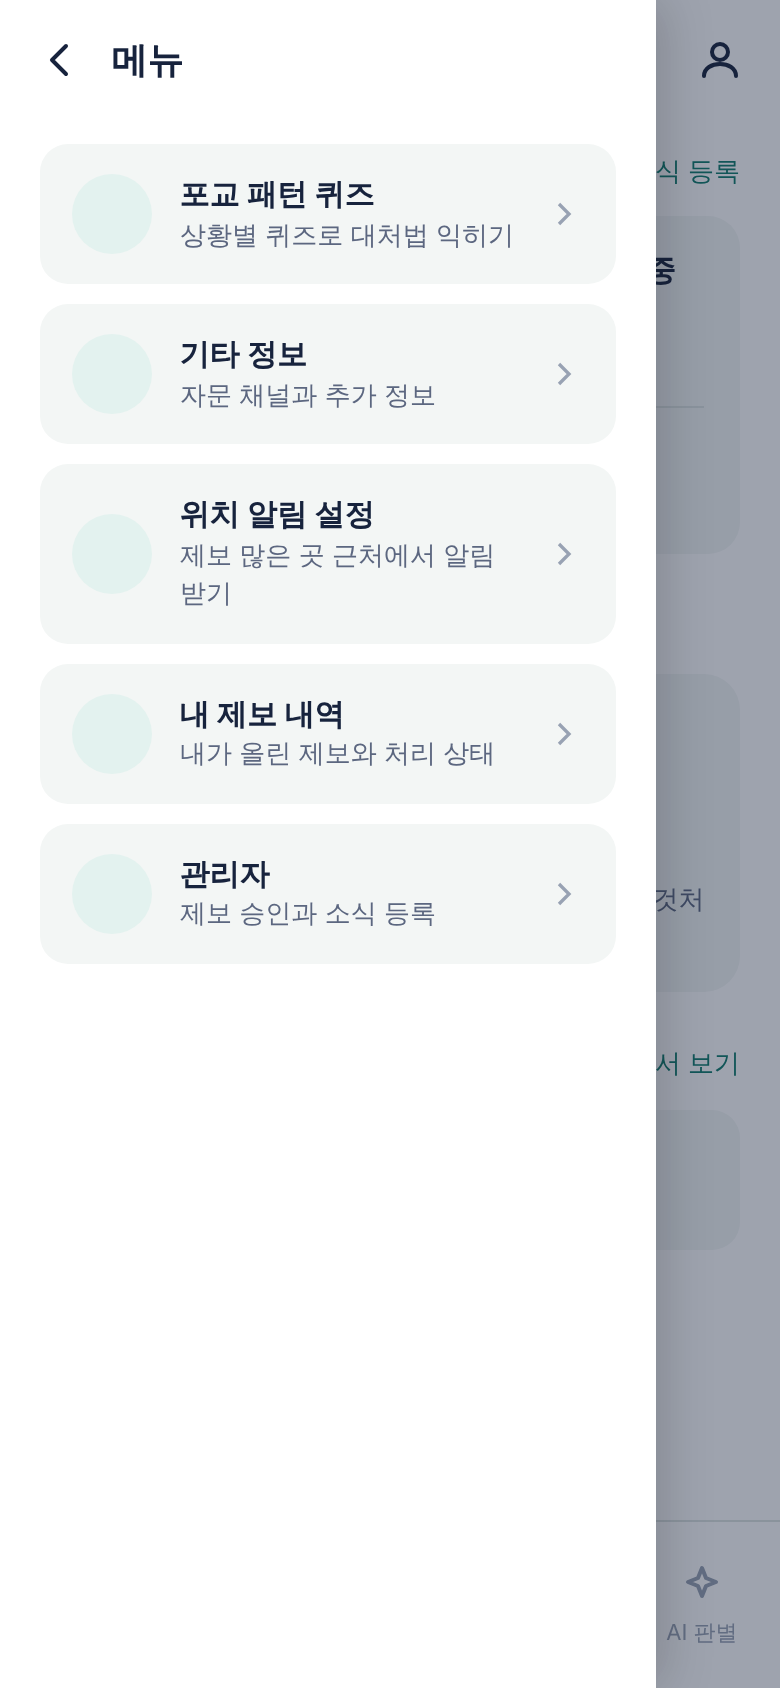 메뉴
포교 패턴 퀴즈
상황별 퀴즈로 대처법 익히기
기타 정보
자문 채널과 추가 정보
위치 알림 설정
제보 많은 곳 근처에서 알림
받기
내 제보 내역
내가 올린 제보와 처리 상태
관리자
제보 승인과 소식 등록
식 등록
중
것처
서 보기
AI 판별